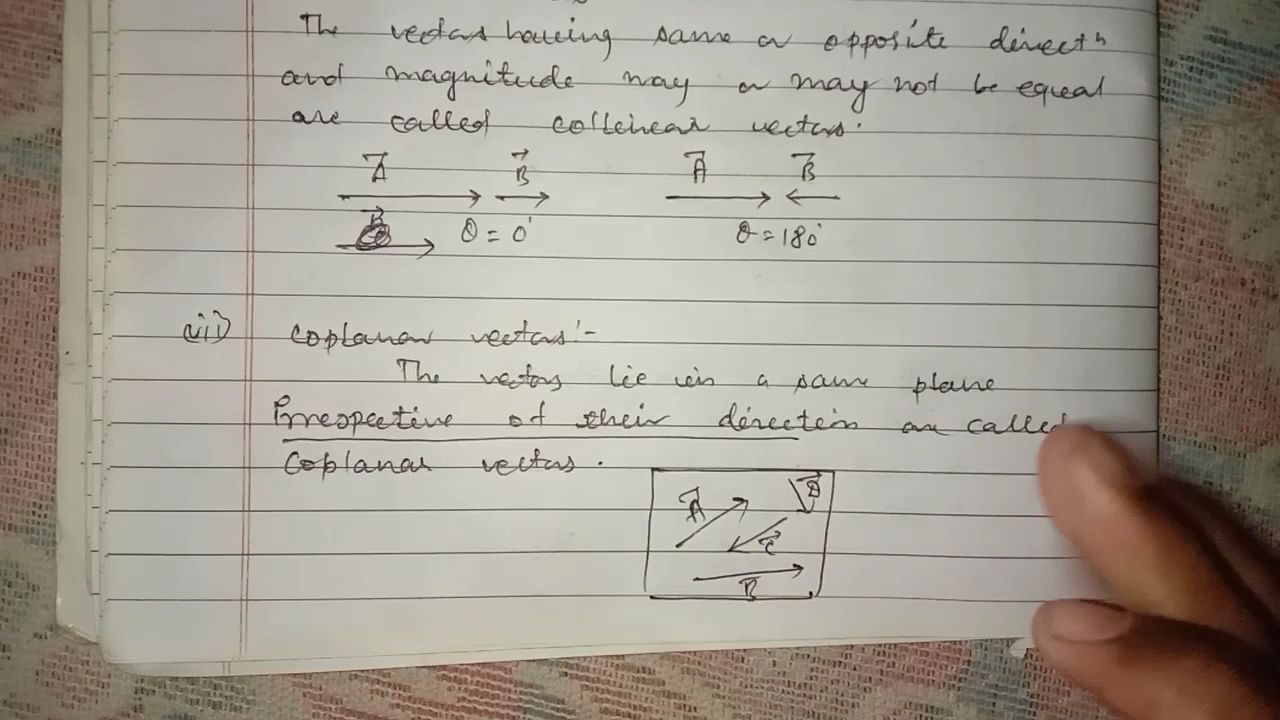 The vectors having same or opposite directn
and magnitude may or may not be equal
are called collinear vectors.
A B A B
B θ = 0° θ = 180°
(vii) Coplanar vectors:-
The vectors lie in a same plane
Irrespective of their direction are called
Coplanar vectors.
A D
C
B